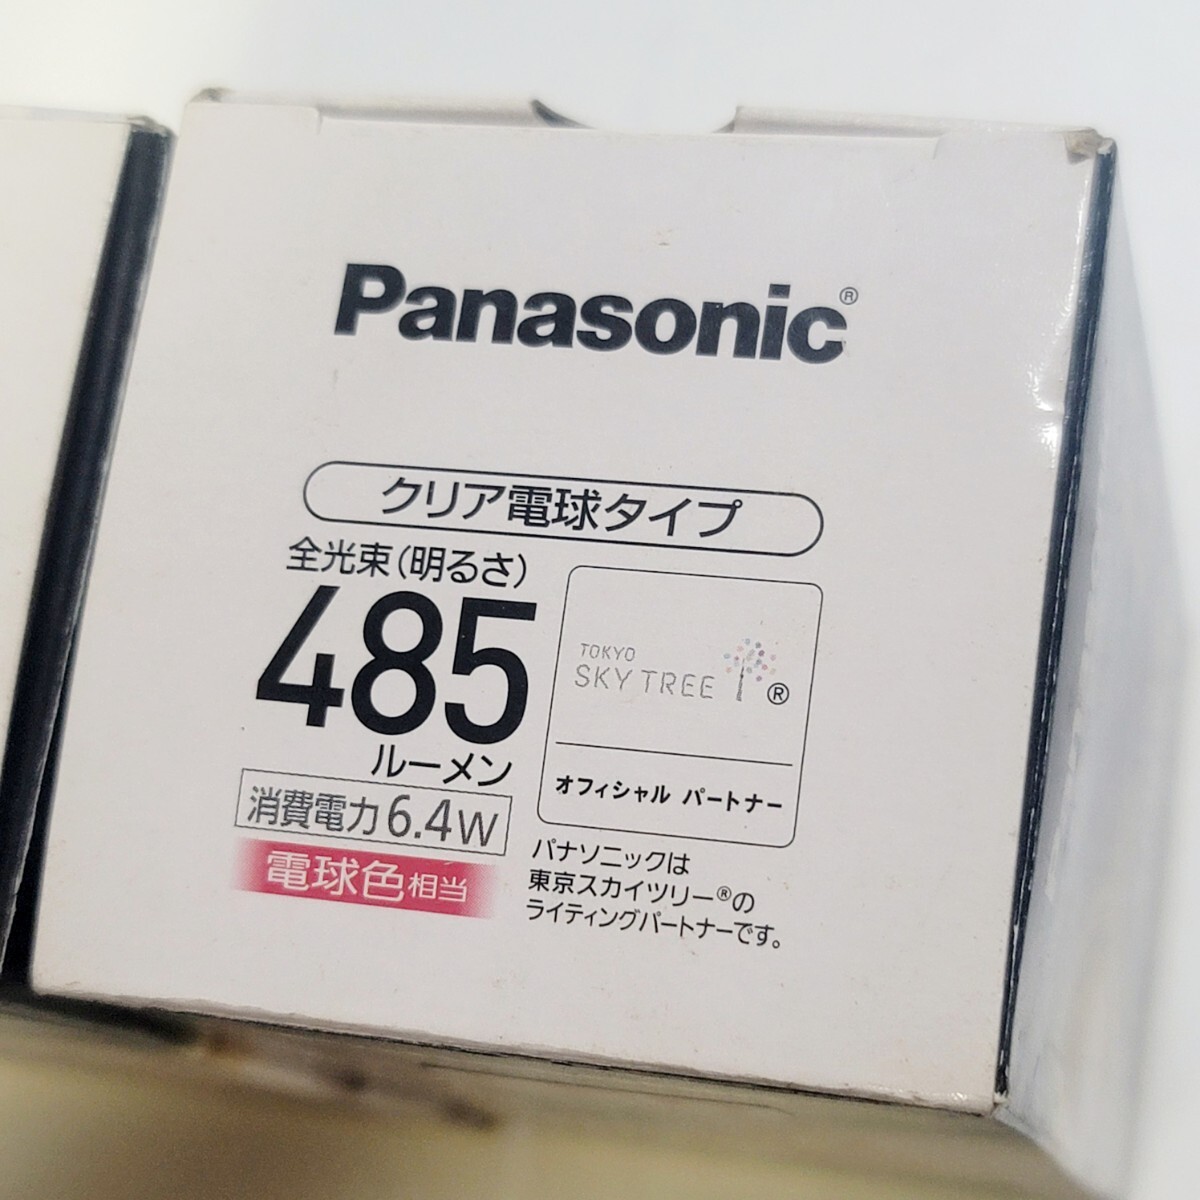 Panasonic®
クリア電球タイプ
全光束(明るさ)
485
ルーメン
消費電力6.4W
電球色相当
TOKYO
SKY TREE ®
オフィシャル パートナー
パナソニックは
東京スカイツリー®の
ライティングパートナーです。